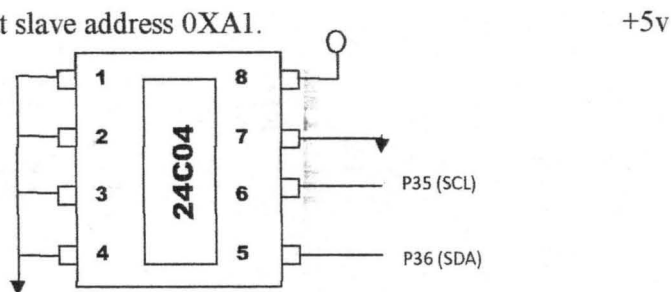 t slave address 0XA1. +5v
1 8
2 7
24C04
3 6 P35 (SCL)
4 5 P36 (SDA)